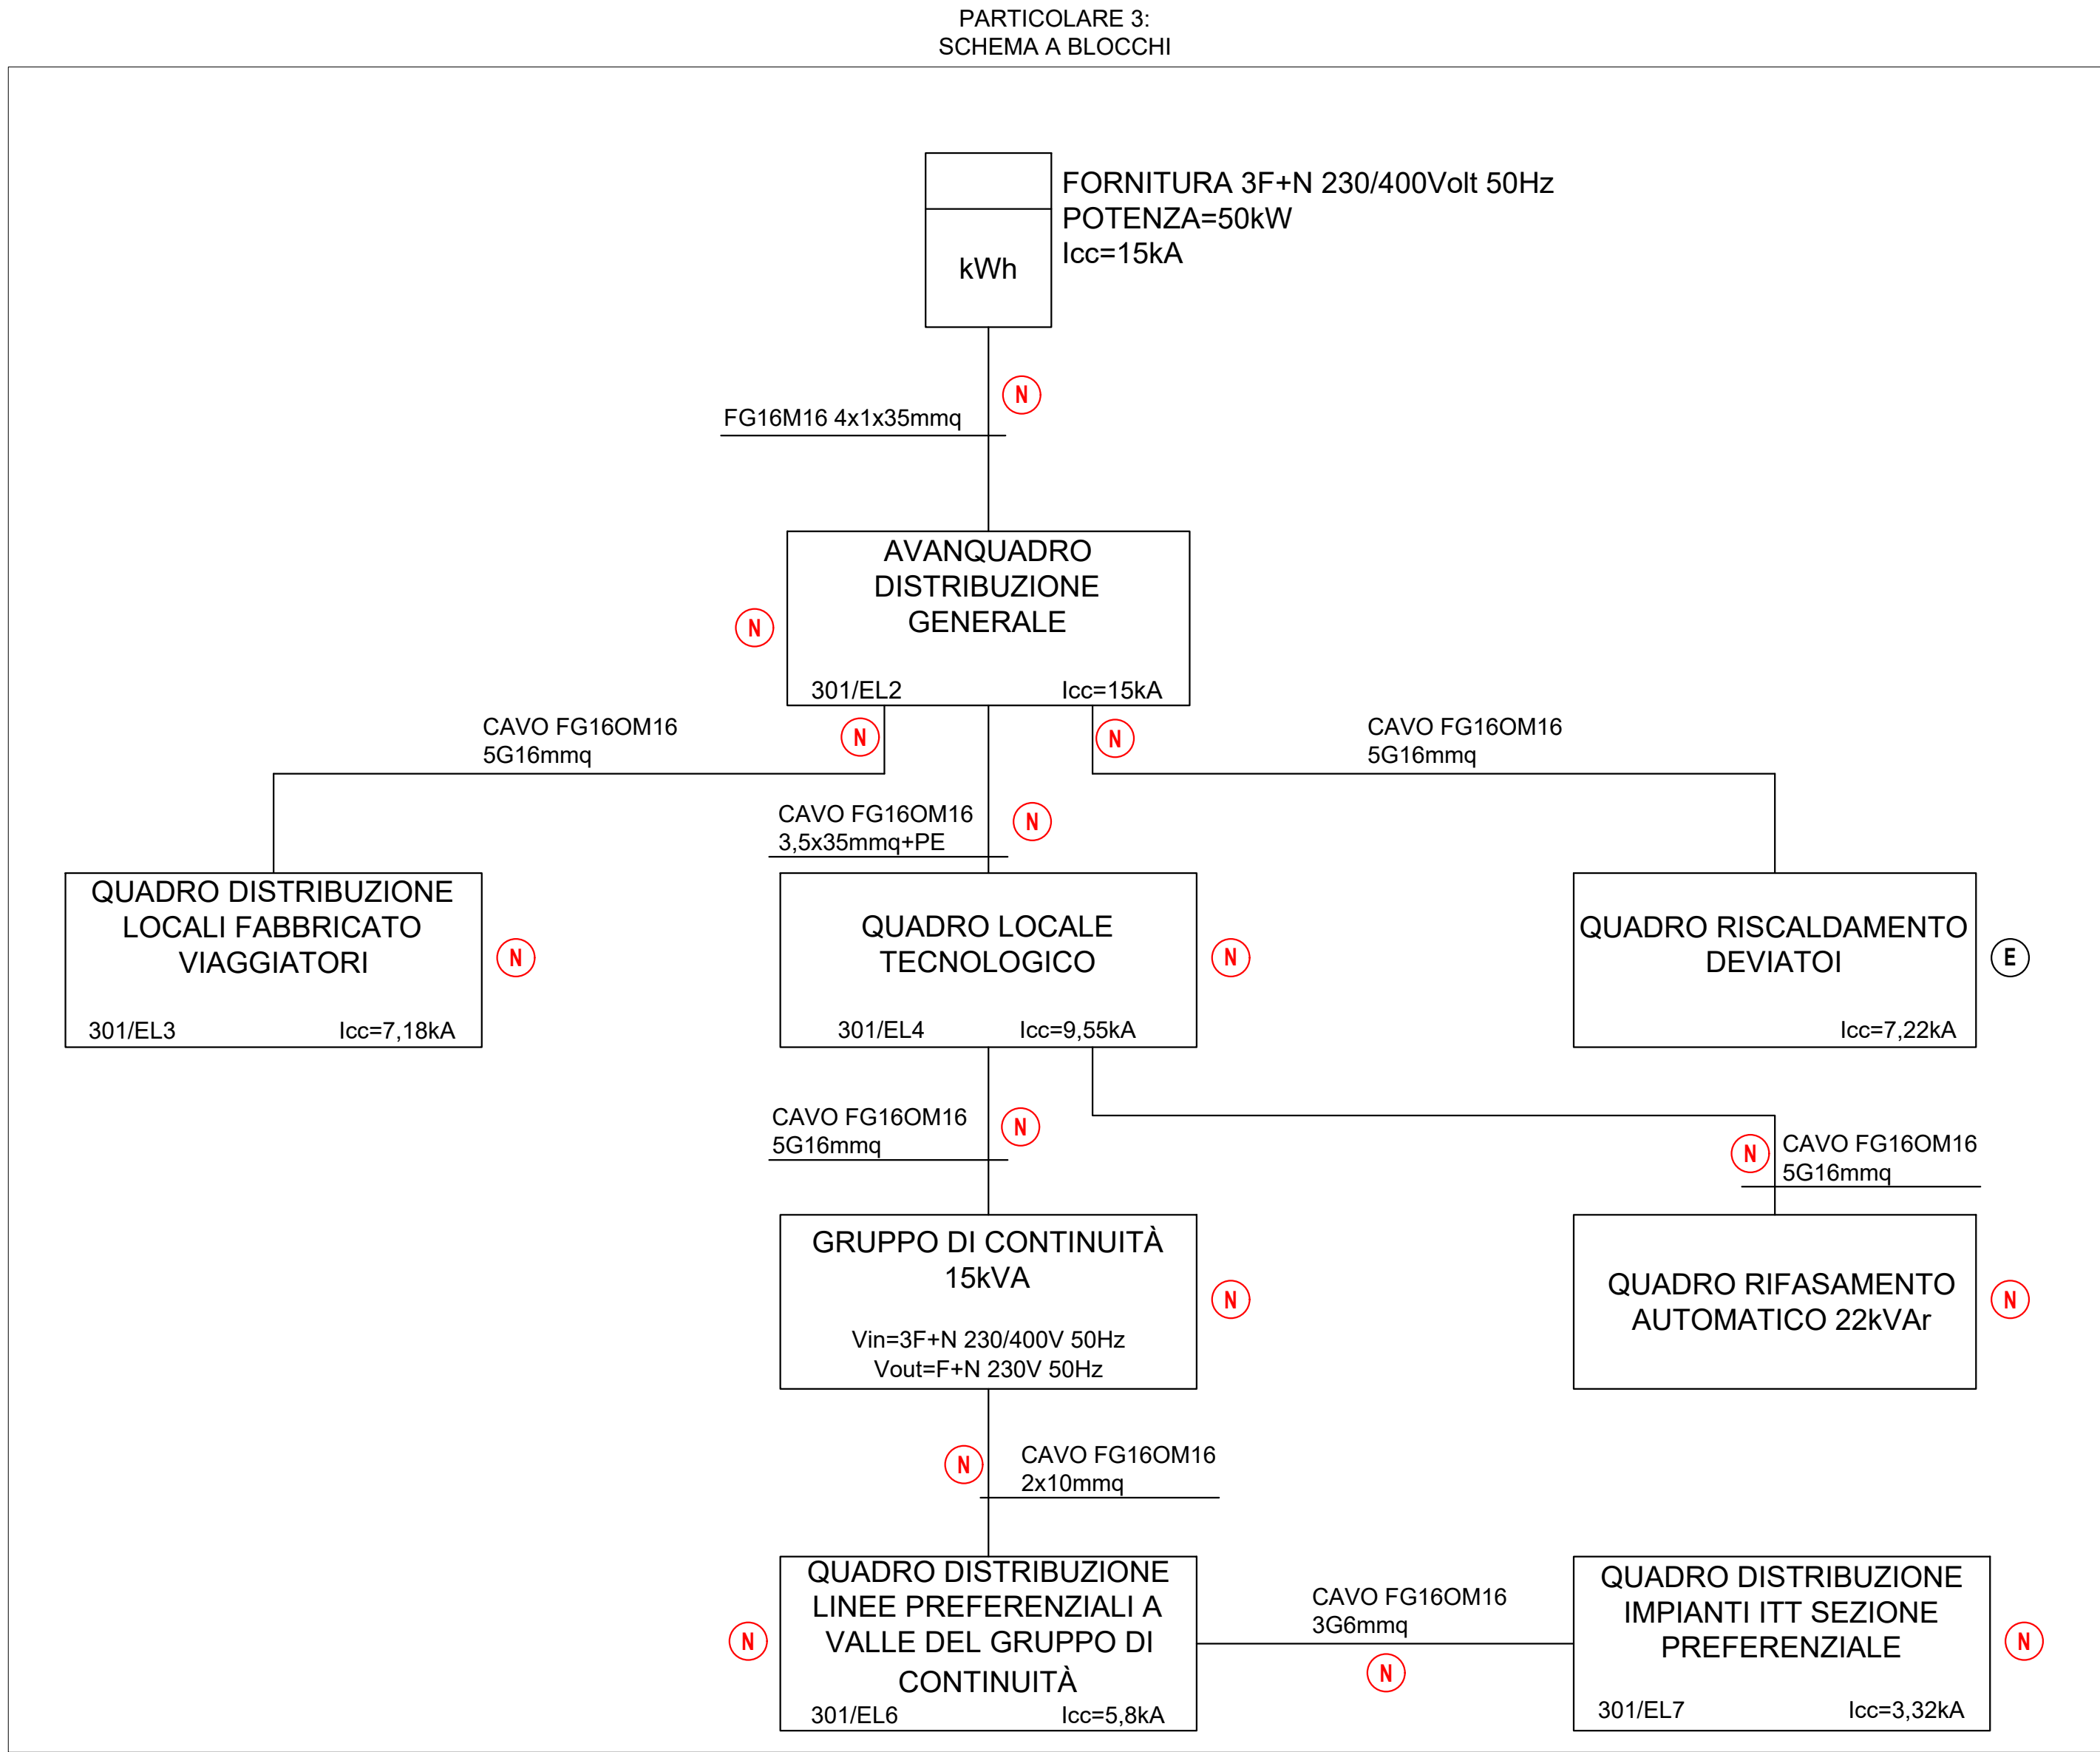 PARTICOLARE 3:
SCHEMA A BLOCCHI
FORNITURA 3F+N 230/400Volt 50Hz
POTENZA=50kW
Icc=15kA
kWh
N
FG16M16 4x1x35mmq
AVANQUADRO
DISTRIBUZIONE
GENERALE
N
301/EL2 Icc=15kA
CAVO FG16OM16
5G16mmq
N
N
CAVO FG16OM16
5G16mmq
CAVO FG16OM16
3,5x35mmq+PE
N
QUADRO DISTRIBUZIONE
LOCALI FABBRICATO
VIAGGIATORI
301/EL3 Icc=7,18kA
N
QUADRO LOCALE
TECNOLOGICO
301/EL4 Icc=9,55kA
N
QUADRO RISCALDAMENTO
DEVIATOI
Icc=7,22kA
E
CAVO FG16OM16
5G16mmq
N
N
CAVO FG16OM16
5G16mmq
GRUPPO DI CONTINUITÀ
15kVA
Vin=3F+N 230/400V 50Hz
Vout=F+N 230V 50Hz
N
QUADRO RIFASAMENTO
AUTOMATICO 22kVAr
N
N
CAVO FG16OM16
2x10mmq
N
QUADRO DISTRIBUZIONE
LINEE PREFERENZIALI A
VALLE DEL GRUPPO DI
CONTINUITÀ
301/EL6 Icc=5,8kA
CAVO FG16OM16
3G6mmq
N
QUADRO DISTRIBUZIONE
IMPIANTI ITT SEZIONE
PREFERENZIALE
301/EL7 Icc=3,32kA
N